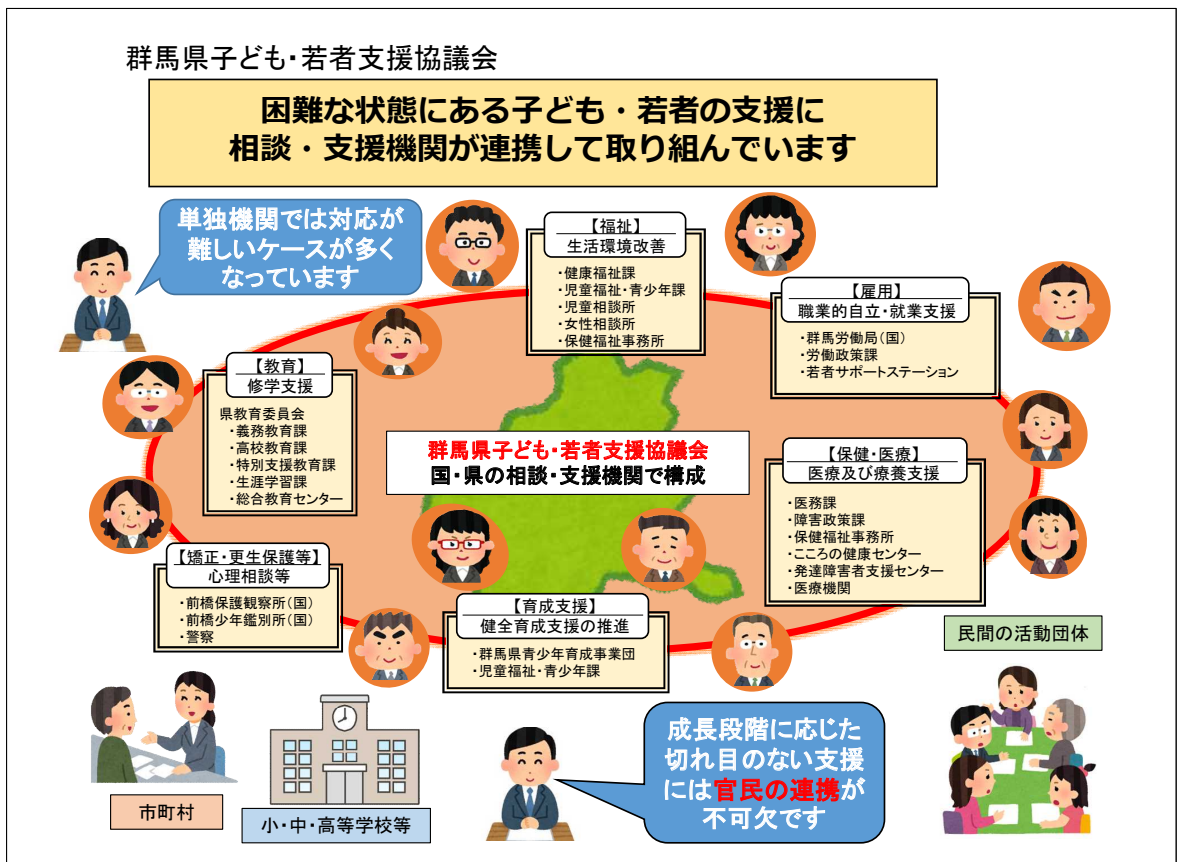 群馬県子ども・若者支援協議会
困難な状態にある子ども・若者の支援に
相談・支援機関が連携して取り組んでいます
単独機関では対応が
難しいケースが多く
なっています
【福祉】
生活環境改善
・健康福祉課
・児童福祉・青少年課
・児童相談所
・女性相談所
・保健福祉事務所
【雇用】
職業的自立・就業支援
・群馬労働局(国)
・労働政策課
・若者サポートステーション
【教育】
修学支援
県教育委員会
・義務教育課
・高校教育課
・特別支援教育課
・生涯学習課
・総合教育センター
群馬県子ども・若者支援協議会
国・県の相談・支援機関で構成
【保健・医療】
医療及び療養支援
・医務課
・障害政策課
・保健福祉事務所
・こころの健康センター
・発達障害者支援センター
・医療機関
【矯正・更生保護等】
心理相談等
・前橋保護観察所(国)
・前橋少年鑑別所(国)
・警察
【育成支援】
健全育成支援の推進
・群馬県青少年育成事業団
・児童福祉・青少年課
民間の活動団体
市町村
小・中・高等学校等
成長段階に応じた
切れ目のない支援
には官民の連携が
不可欠です